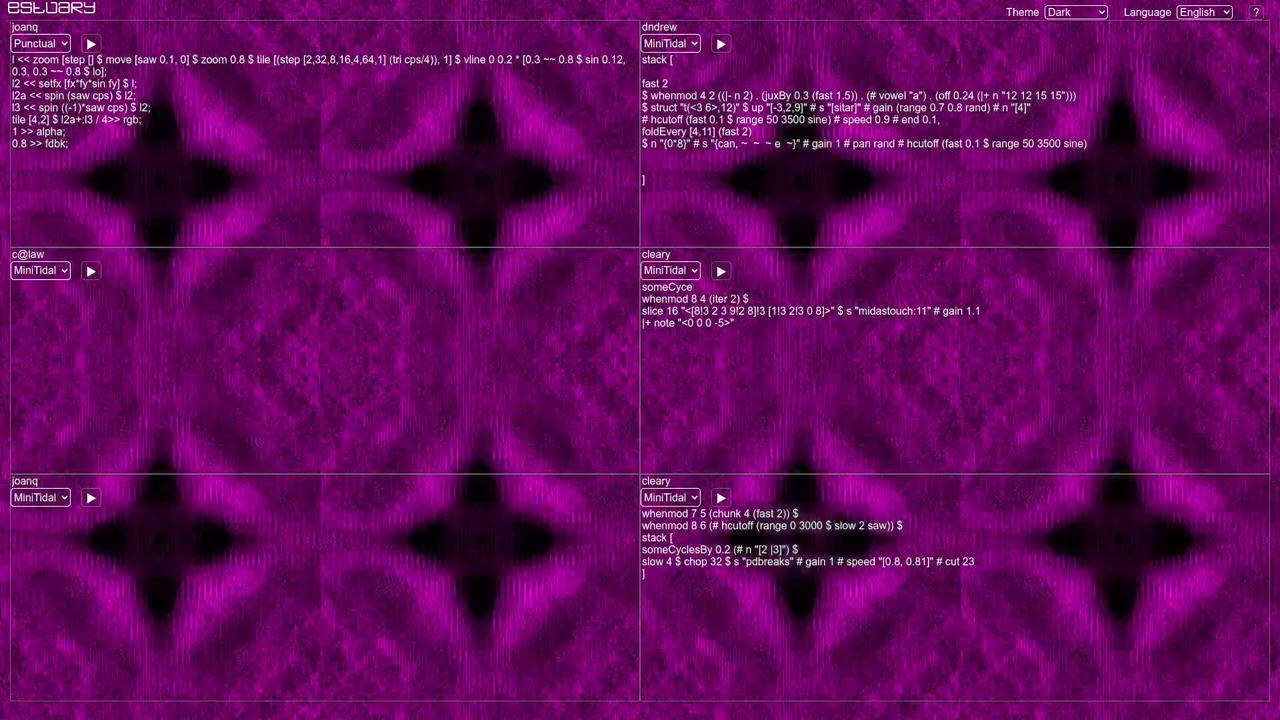 estuary
Theme Dark Language English ?
joanq
Punctual
l << zoom [step [] $ move [saw 0.1, 0] $ zoom 0.8 $ tile [(step [2,32,8,16,4,64,1] (tri cps/4)), 1] $ vline 0 0.2 * [0.3 ~~ 0.8 $ sin 0.12,
0.3, 0.3 ~~ 0.8 $ lo];
l2 << setfx [fx*fy*sin fy] $ l;
l2a << spin (saw cps) $ l2;
l3 << spin ((-1)*saw cps) $ l2;
tile [4,2] $ l2a+:l3 / 4>> rgb;
1 >> alpha;
0.8 >> fdbk;
dndrew
MiniTidal
stack [
fast 2
$ whenmod 4 2 ((|- n 2) . (juxBy 0.3 (fast 1.5)) . (# vowel "a") . (off 0.24 (|+ n "12 12 15 15")))
$ struct "t(<3 6>,12)" $ up "[-3,2,9]" # s "[sitar]" # gain (range 0.7 0.8 rand) # n "[4]"
# hcutoff (fast 0.1 $ range 50 3500 sine) # speed 0.9 # end 0.1,
foldEvery [4,11] (fast 2)
$ n "{0*8}" # s "{can, ~ ~ ~ e ~}" # gain 1 # pan rand # hcutoff (fast 0.1 $ range 50 3500 sine)
]
c@law
MiniTidal
cleary
MiniTidal
someCyce
whenmod 8 4 (iter 2) $
slice 16 "<[8!3 2 3 9!2 8]!3 [1!3 2!3 0 8]>" $ s "midastouch:11" # gain 1.1
|+ note "<0 0 0 -5>"
joanq
MiniTidal
cleary
MiniTidal
whenmod 7 5 (chunk 4 (fast 2)) $
whenmod 8 6 (# hcutoff (range 0 3000 $ slow 2 saw)) $
stack [
someCyclesBy 0.2 (# n "[2 |3]") $
slow 4 $ chop 32 $ s "pdbreaks" # gain 1 # speed "[0.8, 0.81]" # cut 23
]